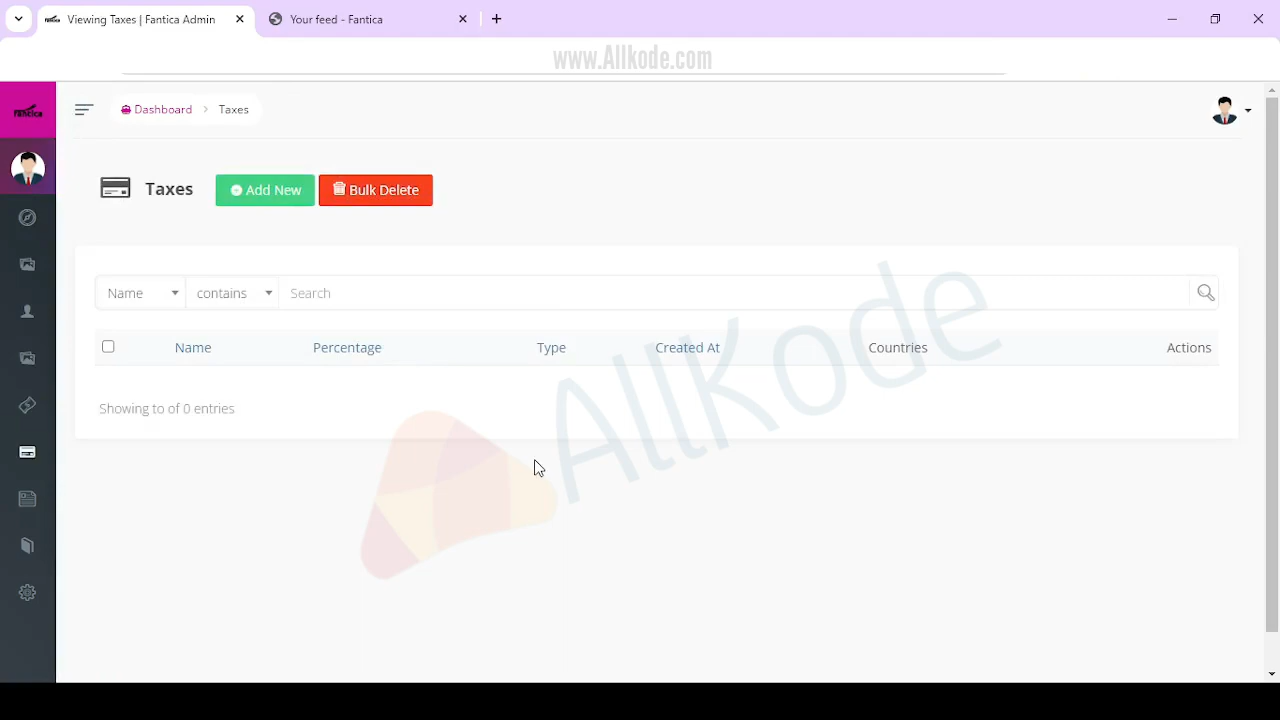 Viewing Taxes | Fantica Admin
Your feed - Fantica
www.Allkode.com
fantica
Dashboard > Taxes
Taxes
Add New
Bulk Delete
Name
contains
Search
Name Percentage Type Created At Countries Actions
Showing to of 0 entries
AllKode